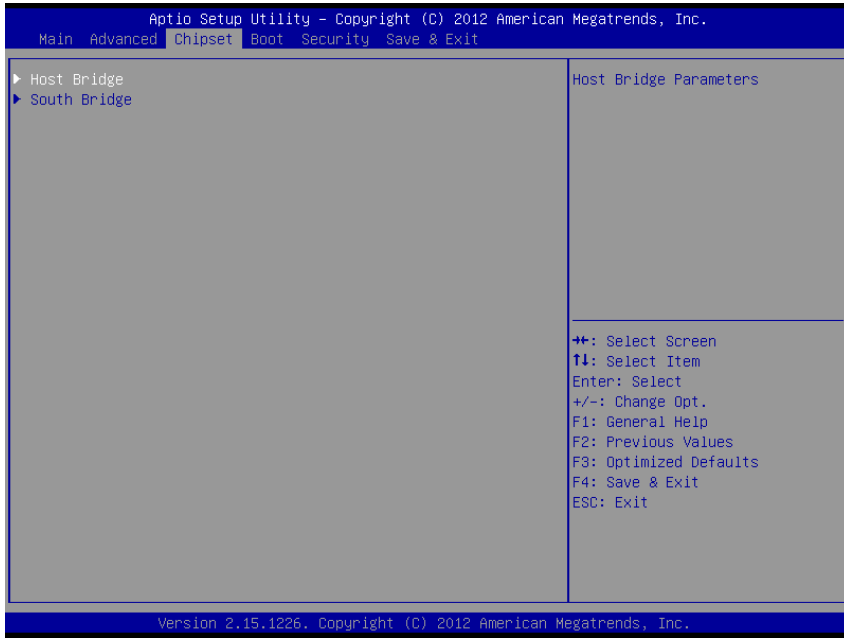 Aptio Setup Utility – Copyright (C) 2012 American Megatrends, Inc.
Main Advanced Chipset Boot Security Save & Exit
▶ Host Bridge
▶ South Bridge
Host Bridge Parameters
→←: Select Screen
↑↓: Select Item
Enter: Select
+/-: Change Opt.
F1: General Help
F2: Previous Values
F3: Optimized Defaults
F4: Save & Exit
ESC: Exit
Version 2.15.1226. Copyright (C) 2012 American Megatrends, Inc.